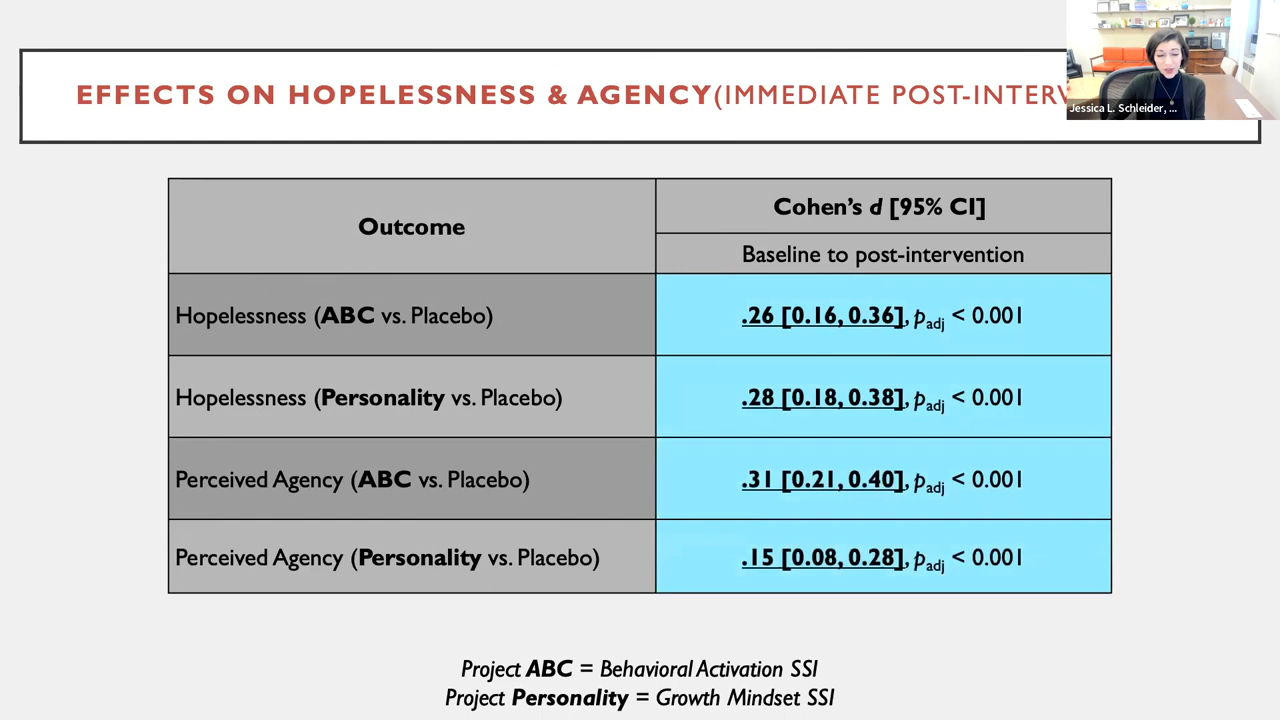 EFFECTS ON HOPELESSNESS & AGENCY(IMMEDIATE POST-INTERV
Jessica L. Schleider, ...
Outcome
Cohen's d [95% CI]
Baseline to post-intervention
Hopelessness (ABC vs. Placebo)
.26 [0.16, 0.36], padj < 0.001
Hopelessness (Personality vs. Placebo)
.28 [0.18, 0.38], padj < 0.001
Perceived Agency (ABC vs. Placebo)
.31 [0.21, 0.40], padj < 0.001
Perceived Agency (Personality vs. Placebo)
.15 [0.08, 0.28], padj < 0.001
Project ABC = Behavioral Activation SSI
Project Personality = Growth Mindset SSI